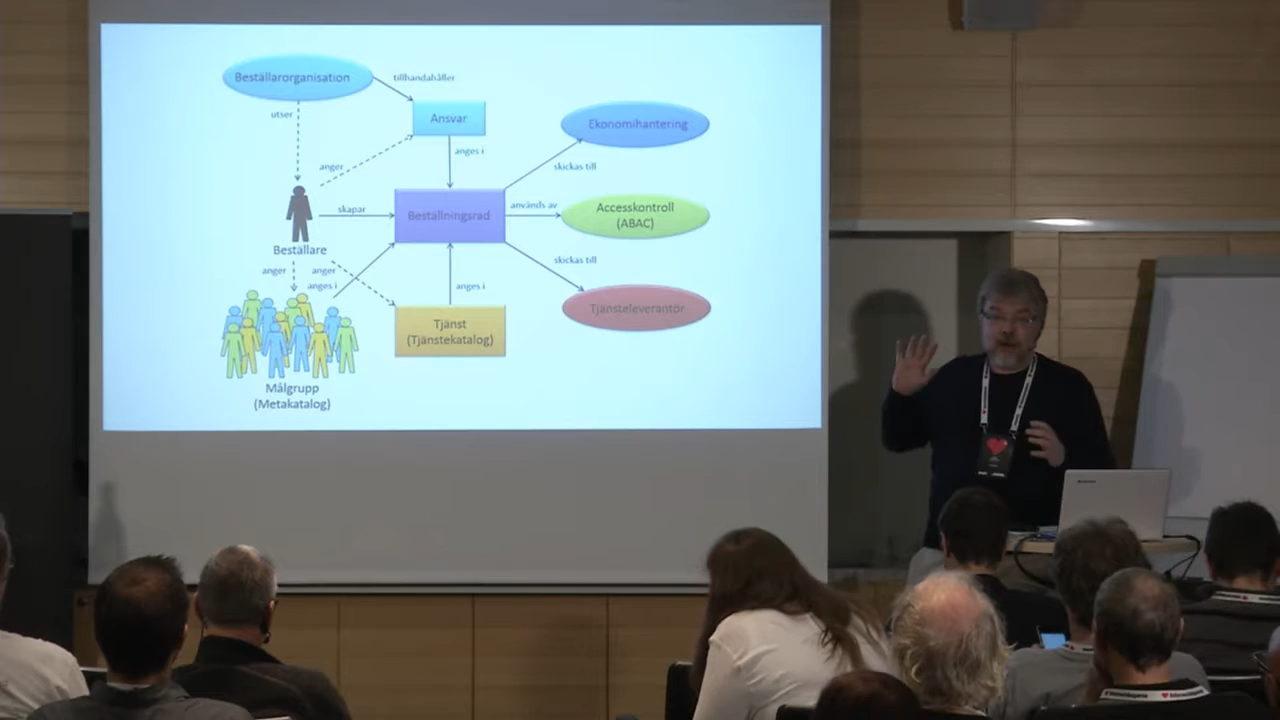 Beställarorganisation
tillhandahåller
utser
Ansvar
Ekonomihantering
anger
anges i
skickas till
skapar
Beställningsrad
används av
Accesskontroll
(ABAC)
Beställare
anger
anger
anges i
anges i
skickas till
Tjänst
(Tjänstekatalog)
Tjänsteleverantör
Målgrupp
(Metakatalog)